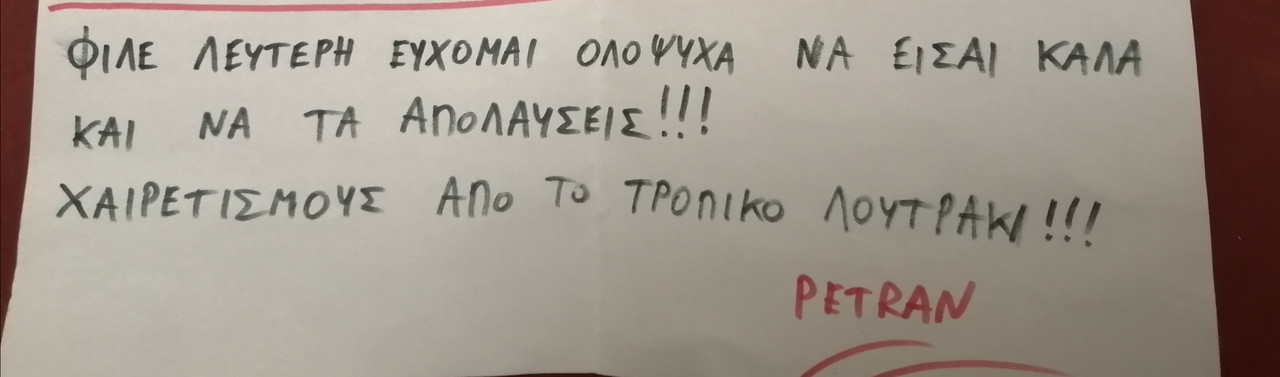 ΦΙΛΕ ΛΕΥΤΕΡΗ ΕΥΧΟΜΑΙ ΟΛΟΨΥΧΑ ΝΑ ΕΙΣΑΙ ΚΑΛΑ
ΚΑΙ ΝΑ ΤΑ ΑΠΟΛΑΥΣΕΙΣ!!!
ΧΑΙΡΕΤΙΣΜΟΥΣ ΑΠΟ ΤΟ ΤΡΟΠΙΚΟ ΛΟΥΤΡΑΚΙ!!!
PETRAN